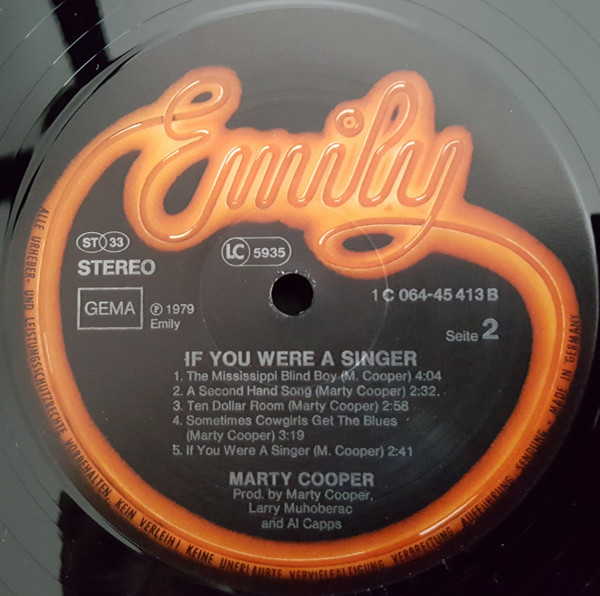 Emily
ST 33
STEREO
LC 5935
GEMA
℗ 1979
Emily
1 C 064-45 413 B
Seite 2
IF YOU WERE A SINGER
1. The Mississippi Blind Boy (M. Cooper) 4:04
2. A Second Hand Song (Marty Cooper) 2:32
3. Ten Dollar Room (Marty Cooper) 2:58
4. Sometimes Cowgirls Get The Blues
(Marty Cooper) 3:19
5. If You Were A Singer (M. Cooper) 2:41
MARTY COOPER
Prod. by Marty Cooper,
Larry Muhoberac
and Al Capps
ALLE URHEBER- UND LEISTUNGSSCHUTZRECHTE VORBEHALTEN. KEIN VERLEIH! KEINE UNERLAUBTE VERVIELFÄLTIGUNG, VERMIETUNG, AUFFÜHRUNG, SENDUNG · MADE IN GERMANY